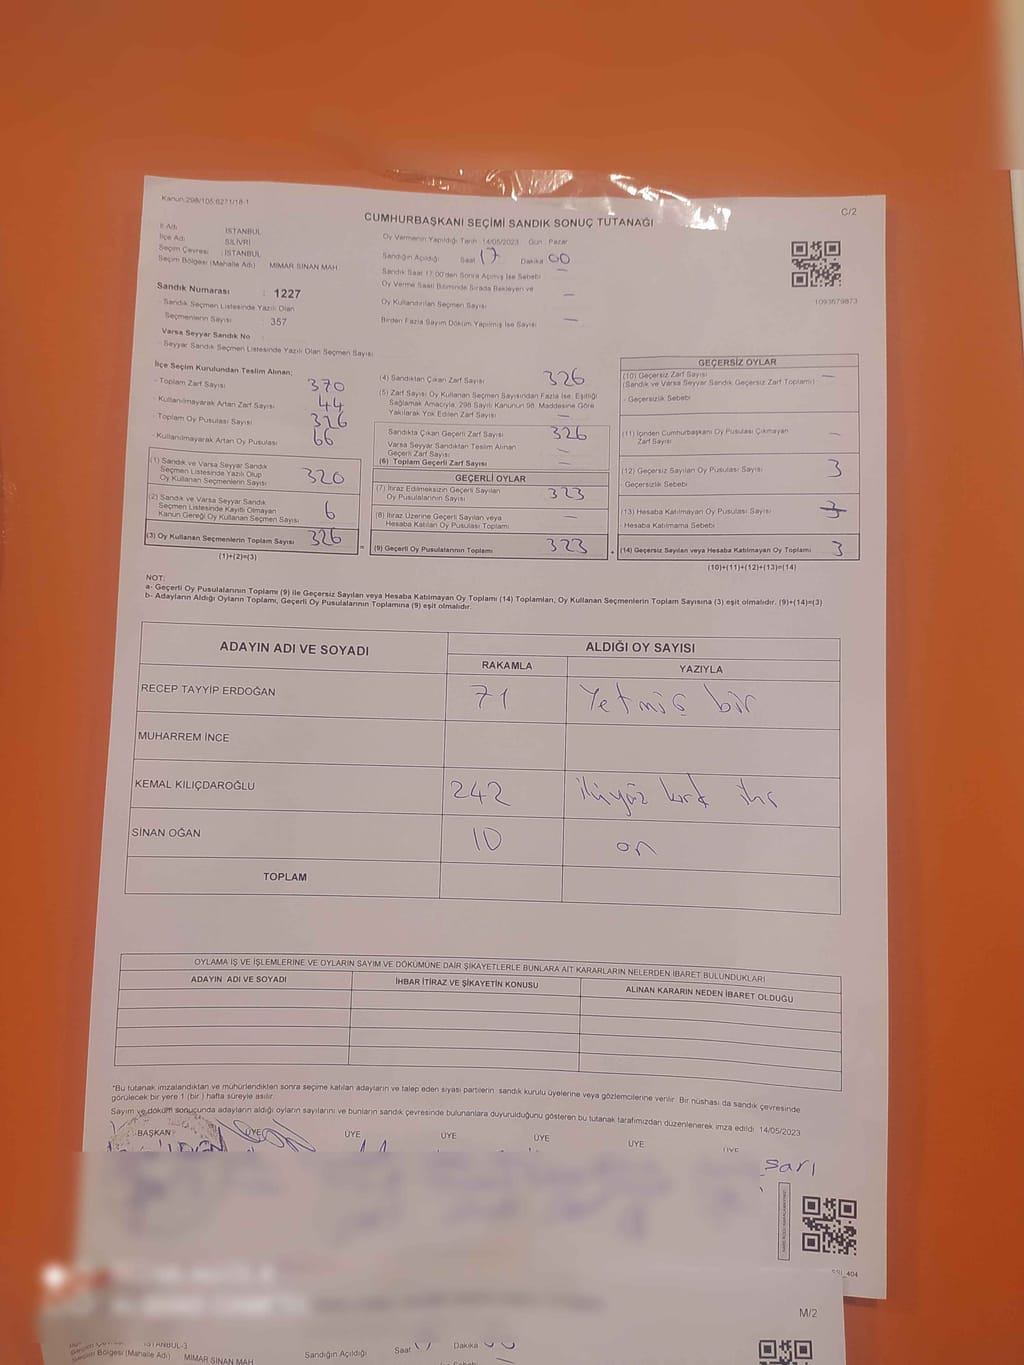 Kanun:298/105,6271/18-1
C/2
CUMHURBAŞKANI SEÇİMİ SANDIK SONUÇ TUTANAĞI
İl Adı : İSTANBUL
İlçe Adı : SİLİVRİ
Seçim Çevresi : İSTANBUL
Seçim Bölgesi (Mahalle Adı) MİMAR SİNAN MAH
Sandık Numarası : 1227
Sandık Seçmen Listesinde Yazılı Olan
Seçmenlerin Sayısı : 357
Varsa Seyyar Sandık No
Seyyar Sandık Seçmen Listesinde Yazılı Olan Seçmen Sayısı
Oy Vermenin Yapıldığı Tarih :14/05/2023 Gün : Pazar
Sandığın Açıldığı Saat 17 Dakika 00
Sandık Saat 17:00'den Sonra Açılmış İse Sebebi —
Oy Verme Saati Bitiminde Sırada Bekleyen ve
Oy Kullandırılan Seçmen Sayısı —
Birden Fazla Sayım Döküm Yapılmış İse Sayısı —
1093679873
İlçe Seçim Kurulundan Teslim Alınan;
- Toplam Zarf Sayısı 370
- Kullanılmayarak Artan Zarf Sayısı 44
- Toplam Oy Pusulası Sayısı 326
- Kullanılmayarak Artan Oy Pusulası 66
(1) Sandık ve Varsa Seyyar Sandık
Seçmen Listesinde Yazılı Olup
Oy Kullanan Seçmenlerin Sayısı 320
(2) Sandık ve Varsa Seyyar Sandık
Seçmen Listesinde Kayıtlı Olmayan
Kanun Gereği Oy Kullanan Seçmen Sayısı 6
(3) Oy Kullanan Seçmenlerin Toplam Sayısı 326
(1)+(2)=(3)
(4) Sandıktan Çıkan Zarf Sayısı 326
(5) Zarf Sayısı Oy Kullanan Seçmen Sayısından Fazla İse, Eşitliği
Sağlamak Amacıyla; 298 Sayılı Kanunun 98. Maddesine Göre
Yakılarak Yok Edilen Zarf Sayısı —
Sandıkta Çıkan Geçerli Zarf Sayısı 326
Varsa Seyyar Sandıktan Teslim Alınan
Geçerli Zarf Sayısı —
(6) Toplam Geçerli Zarf Sayısı —
GEÇERLİ OYLAR
(7) İtiraz Edilmeksizin Geçerli Sayılan
Oy Pusulalarının Sayısı 323
(8) İtiraz Üzerine Geçerli Sayılan veya
Hesaba Katılan Oy Pusulası Toplamı —
= (9) Geçerli Oy Pusulalarının Toplamı 323 +
GEÇERSİZ OYLAR
(10) Geçersiz Zarf Sayısı —
(Sandık ve Varsa Seyyar Sandık Geçersiz Zarf Toplamı)
- Geçersizlik Sebebi
(11) İçinden Cumhurbaşkanı Oy Pusulası Çıkmayan
Zarf Sayısı —
(12) Geçersiz Sayılan Oy Pusulası Sayısı 3
- Geçersizlik Sebebi
(13) Hesaba Katılmayan Oy Pusulası Sayısı 3
- Hesaba Katılmama Sebebi
(14) Geçersiz Sayılan veya Hesaba Katılmayan Oy Toplamı 3
(10)+(11)+(12)+(13)=(14)
NOT:
a- Geçerli Oy Pusulalarının Toplamı (9) ile Geçersiz Sayılan veya Hesaba Katılmayan Oy Toplamı (14) Toplamları, Oy Kullanan Seçmenlerin Toplam Sayısına (3) eşit olmalıdır. (9)+(14)=(3)
b- Adayların Aldığı Oyların Toplamı, Geçerli Oy Pusulalarının Toplamına (9) eşit olmalıdır.
ADAYIN ADI VE SOYADI
ALDIĞI OY SAYISI
RAKAMLA YAZIYLA
RECEP TAYYİP ERDOĞAN 71 Yetmiş bir
MUHARREM İNCE
KEMAL KILIÇDAROĞLU 242 ikiyüz kırk iki
SİNAN OĞAN 10 on
TOPLAM
OYLAMA İŞ VE İŞLEMLERİNE VE OYLARIN SAYIM VE DÖKÜMÜNE DAİR ŞİKAYETLERLE BUNLARA AİT KARARLARIN NELERDEN İBARET BULUNDUKLARI
ADAYIN ADI VE SOYADI İHBAR İTİRAZ VE ŞİKAYETİN KONUSU ALINAN KARARIN NEDEN İBARET OLDUĞU
*Bu tutanak imzalandıktan ve mühürlendikten sonra seçime katılan adayların ve talep eden siyasi partilerin sandık kurulu üyelerine veya gözlemcilerine verilir. Bir nüshası da sandık çevresinde
görülecek bir yere 1 (bir) hafta süreyle asılır.
Sayım ve döküm sonucunda adayların aldığı oyların sayılarını ve bunların sandık çevresinde bulunanlara duyurulduğunu gösteren bu tutanak tarafımızdan düzenlenerek imza edildi. 14/05/2023
BAŞKAN ÜYE ÜYE ÜYE ÜYE ÜYE ÜYE
sarı
404
M/2
İSTANBUL-3
Seçim Bölgesi (Mahalle Adı) MİMAR SİNAN MAH
Sandığın Açıldığı Saat 17 Dakika